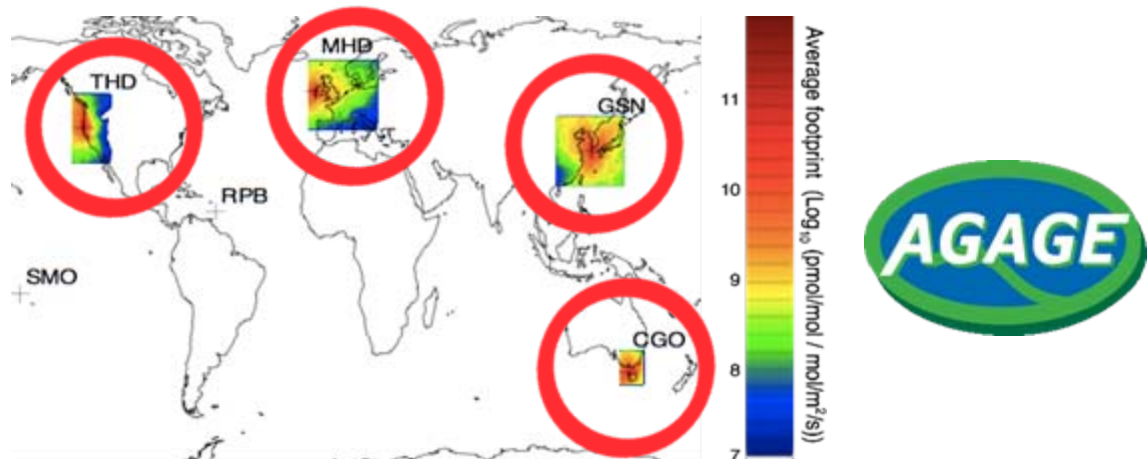 MHD
THD
GSN
RPB
SMO
CGO
11
10
9
8
7
Average footprint (Log10 (pmol/mol / mol/m²/s))
AGAGE